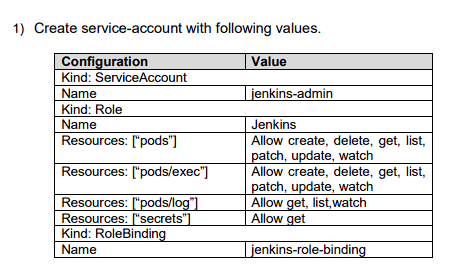 1) Create service-account with following values.
Configuration Value
Kind: ServiceAccount
Name jenkins-admin
Kind: Role
Name Jenkins
Resources: ["pods"] Allow create, delete, get, list,
patch, update, watch
Resources: ["pods/exec"] Allow create, delete, get, list,
patch, update, watch
Resources: ["pods/log"] Allow get, list,watch
Resources: ["secrets"] Allow get
Kind: RoleBinding
Name jenkins-role-binding